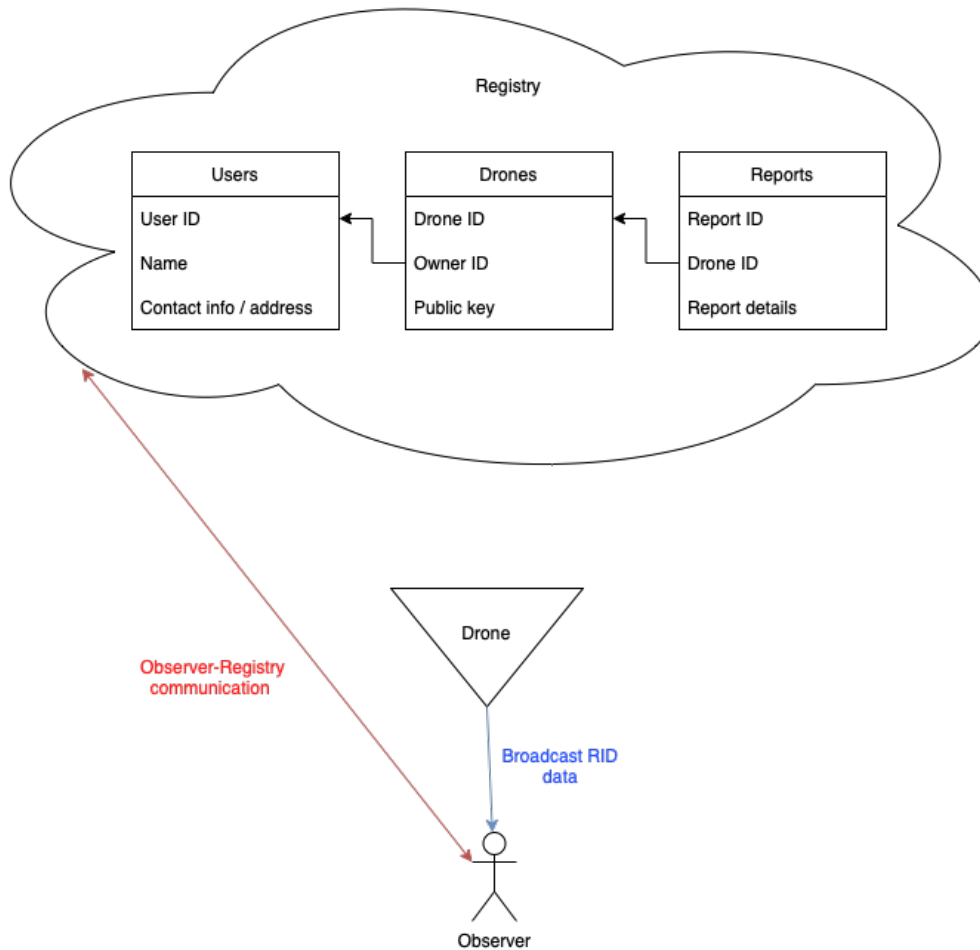 Registry
Users
User ID
Name
Contact info / address
Drones
Drone ID
Owner ID
Public key
Reports
Report ID
Drone ID
Report details
Drone
Observer-Registry
communication
Broadcast RID
data
Observer